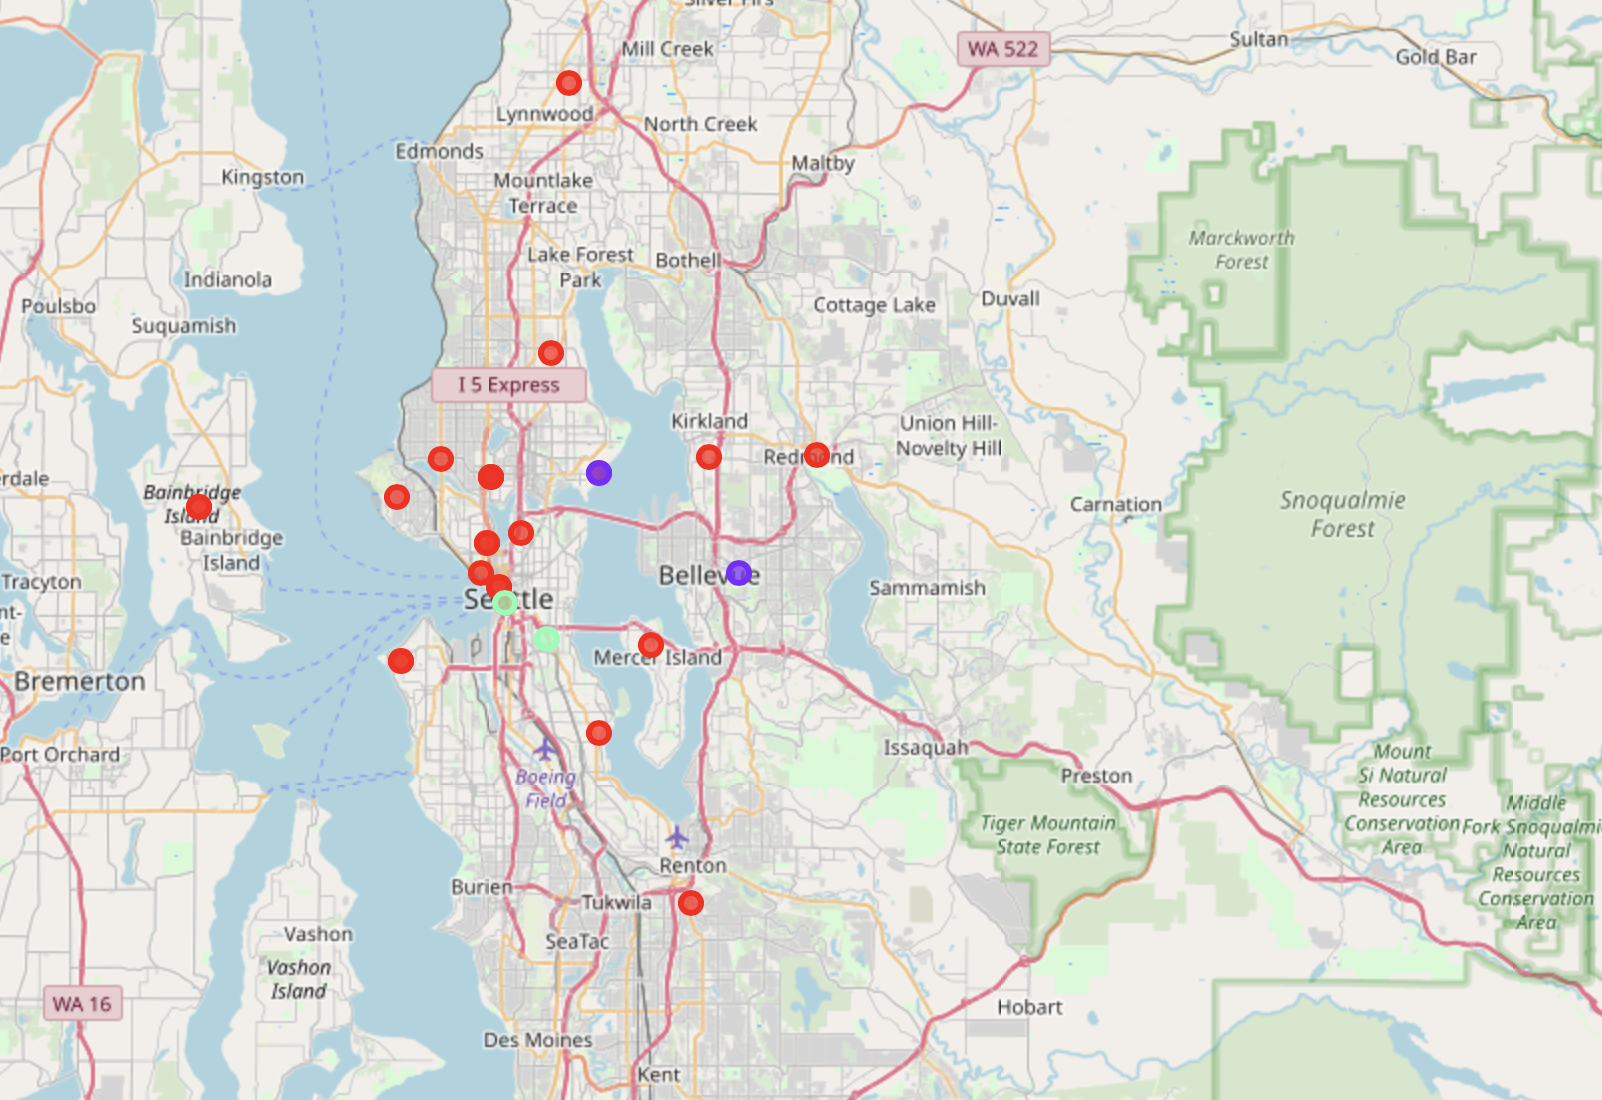 Silver Firs
Mill Creek
WA 522
Sultan
Gold Bar
Lynnwood
North Creek
Edmonds
Maltby
Kingston
Mountlake
Terrace
Marckworth
Forest
Lake Forest
Park
Bothell
Indianola
Poulsbo
Cottage Lake
Duvall
Suquamish
I 5 Express
Kirkland
Union Hill-
Novelty Hill
Redmond
erdale
Bainbridge
Island
Carnation
Snoqualmie
Forest
Bainbridge
Island
Tracyton
Bellevue
Sammamish
Seattle
nt-
e
Mercer Island
Bremerton
Port Orchard
Issaquah
Mount
Si Natural
Resources
Conservation
Area
Preston
Boeing
Field
Middle
Fork Snoqualmi
Natural
Resources
Conservation
Area
Tiger Mountain
State Forest
Renton
Burien
Tukwila
Vashon
SeaTac
Vashon
Island
WA 16
Hobart
Des Moines
Kent